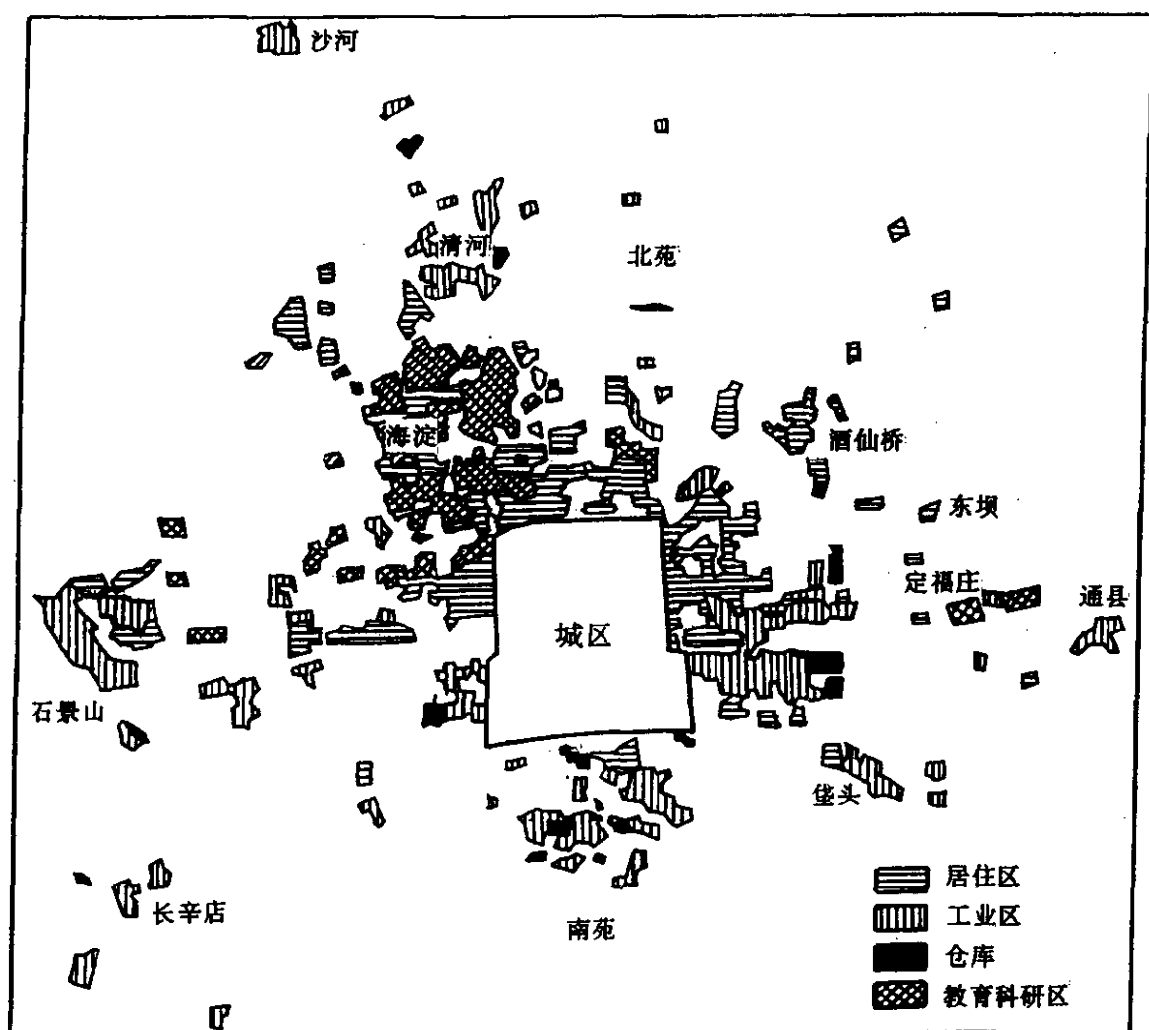 沙河
清河
北苑
海淀
酒仙桥
东坝
定福庄
通县
城区
石景山
垡头
长辛店
南苑
居住区
工业区
仓库
教育科研区